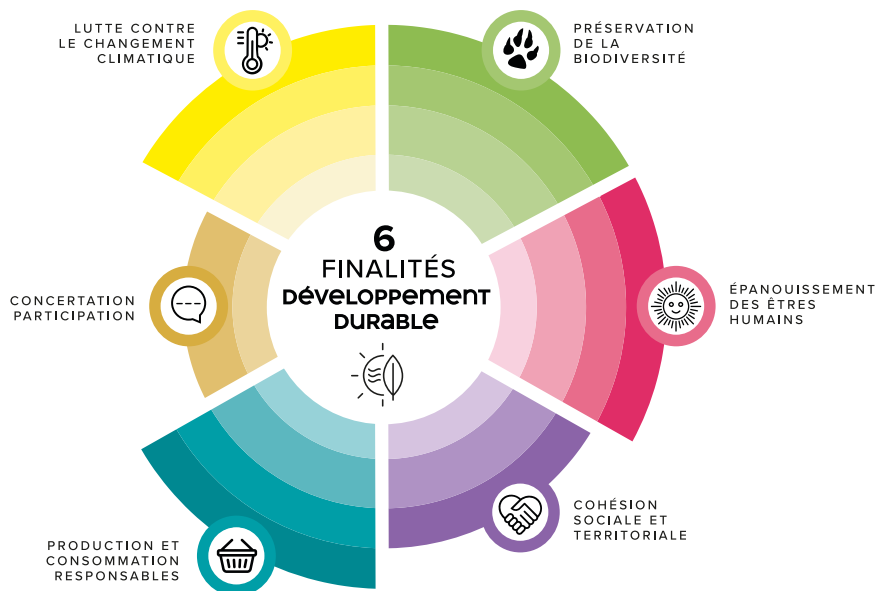 LUTTE CONTRE
LE CHANGEMENT
CLIMATIQUE
PRÉSERVATION
DE LA
BIODIVERSITÉ
6
FINALITÉS
DéVELOPPemenT
DURaBLe
CONCERTATION
PARTICIPATION
ÉPANOUISSEMENT
DES ÊTRES
HUMAINS
PRODUCTION ET
CONSOMMATION
RESPONSABLES
COHÉSION
SOCIALE ET
TERRITORIALE